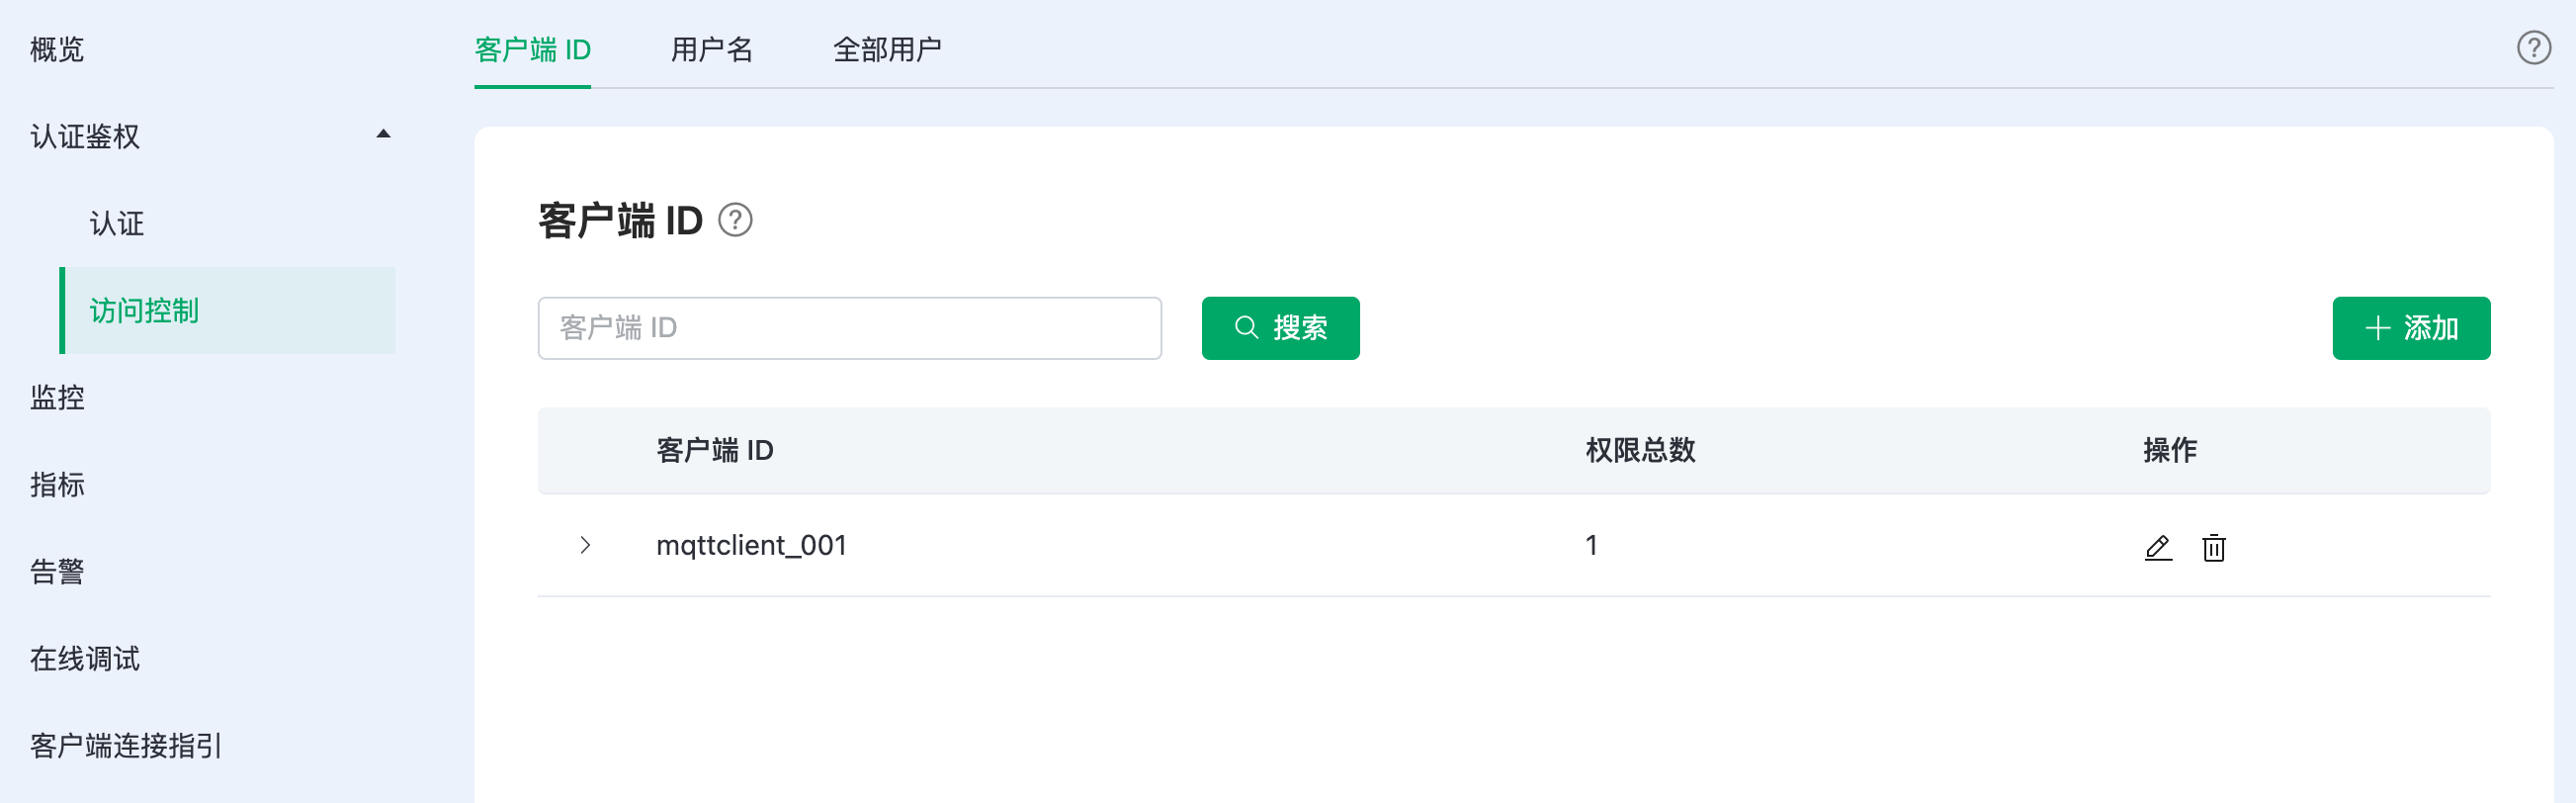 概览
认证鉴权
认证
访问控制
监控
指标
告警
在线调试
客户端连接指引
客户端 ID 用户名 全部用户
客户端 ID
客户端 ID 搜索 添加
客户端 ID 权限总数 操作
mqttclient_001 1